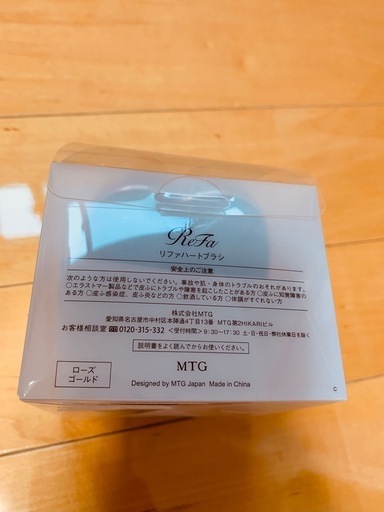 ReFa
リファハートブラシ
安全上のご注意
次のような方は使用しないでください。事故や肌・身体のトラブルのおそれがあります。
○エラストマー製品などで皮ふにトラブルや障害を起こしたことがある方 ○皮ふに知覚障害の
ある方 ○皮ふ感染症、皮ふ炎などの方 ○飲酒している方 ○体調がすぐれない方
株式会社MTG
愛知県名古屋市中村区本陣通4丁目13番 MTG第2HIKARIビル
お客様相談室 0120-315-332 <受付時間> 9:30~17:30 土・日・祝日・弊社休業日を除く
説明書をよく読んでからお使いください。
ローズ
ゴールド
MTG
Designed by MTG Japan Made in China
C